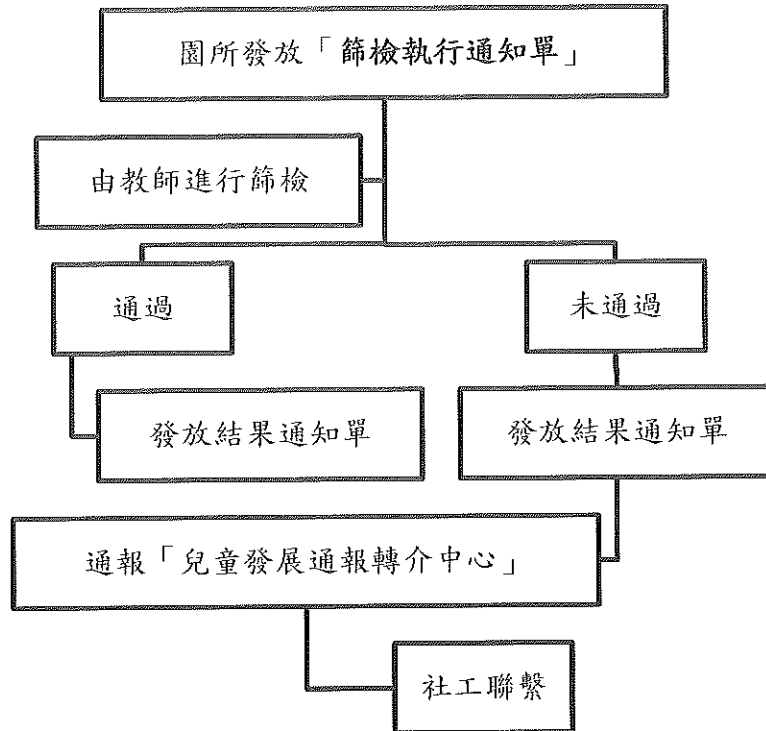 園所發放「篩檢執行通知單」
由教師進行篩檢
通過
未通過
發放結果通知單
發放結果通知單
通報「兒童發展通報轉介中心」
社工聯繫